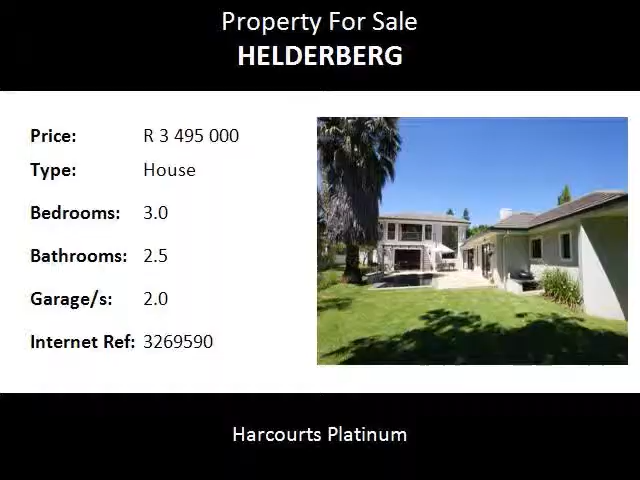 Property For Sale
HELDERBERG
Price: R 3 495 000
Type: House
Bedrooms: 3.0
Bathrooms: 2.5
Garage/s: 2.0
Internet Ref: 3269590
Harcourts Platinum